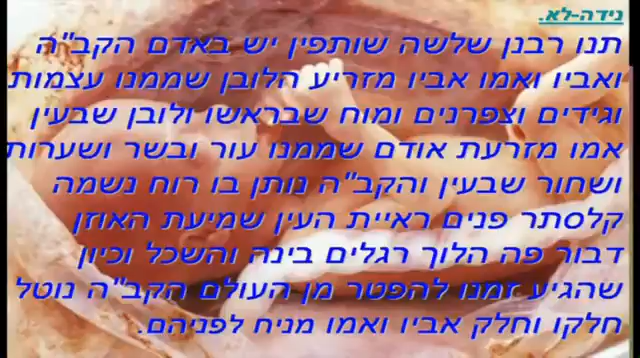 נידה-לא.
תנו רבנן שלשה שותפין יש באדם הקב"ה
ואביו ואמו אביו מזריע הלובן שממנו עצמות
וגידים וצפרנים ומוח שבראשו ולובן שבעין
אמו מזרעת אודם שממנו עור ובשר ושערות
ושחור שבעין והקב"ה נותן בו רוח נשמה
קלסתר פנים ראיית העין שמיעת האוזן
דבור פה הלוך רגלים בינה והשכל וכיון
שהגיע זמנו להפטר מן העולם הקב"ה נוטל
חלקו וחלק אביו ואמו מניח לפניהם.